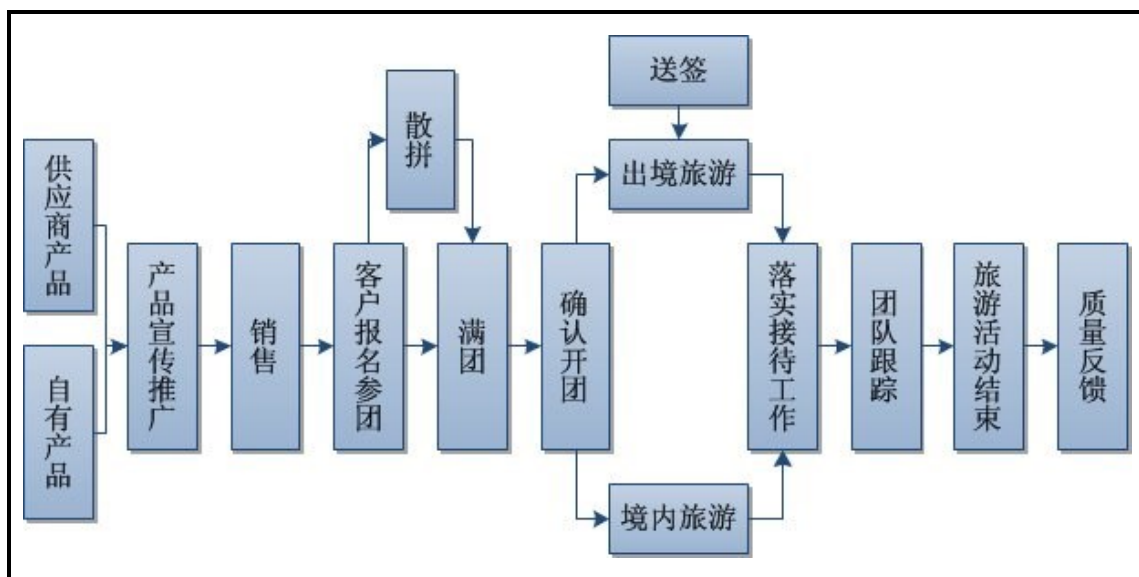 供应商产品
自有产品
产品宣传推广
销售
客户报名参团
散拼
满团
确认开团
送签
出境旅游
境内旅游
落实接待工作
团队跟踪
旅游活动结束
质量反馈